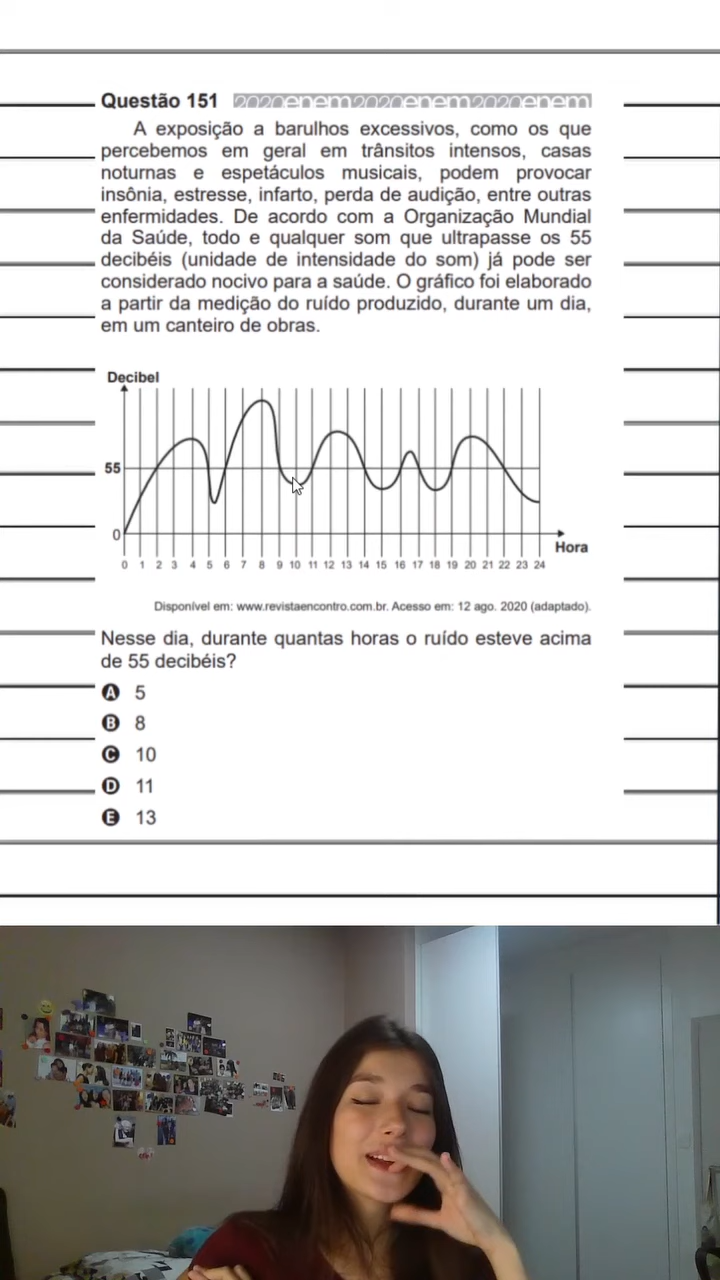 Questão 151 2020enem2020enem2020enem
A exposição a barulhos excessivos, como os que
percebemos em geral em trânsitos intensos, casas
noturnas e espetáculos musicais, podem provocar
insônia, estresse, infarto, perda de audição, entre outras
enfermidades. De acordo com a Organização Mundial
da Saúde, todo e qualquer som que ultrapasse os 55
decibéis (unidade de intensidade do som) já pode ser
considerado nocivo para a saúde. O gráfico foi elaborado
a partir da medição do ruído produzido, durante um dia,
em um canteiro de obras.
Decibel
55
0
Hora
0 1 2 3 4 5 6 7 8 9 10 11 12 13 14 15 16 17 18 19 20 21 22 23 24
Disponível em: www.revistaencontro.com.br. Acesso em: 12 ago. 2020 (adaptado).
Nesse dia, durante quantas horas o ruído esteve acima
de 55 decibéis?
A 5
B 8
C 10
D 11
E 13